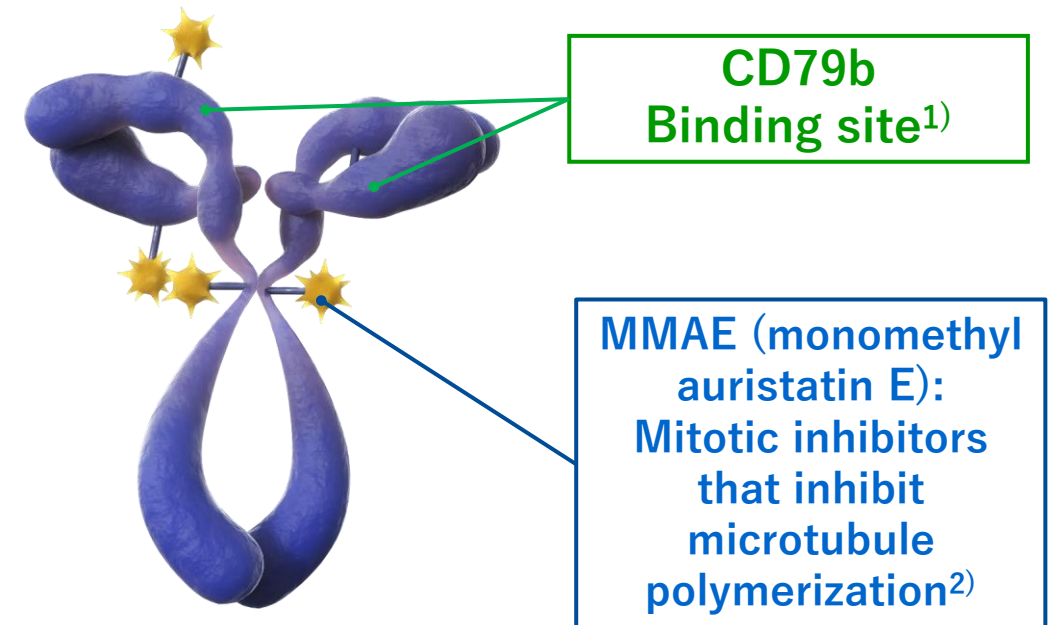 CD79b
Binding site1)
MMAE (monomethyl
auristatin E):
Mitotic inhibitors
that inhibit
microtubule
polymerization2)